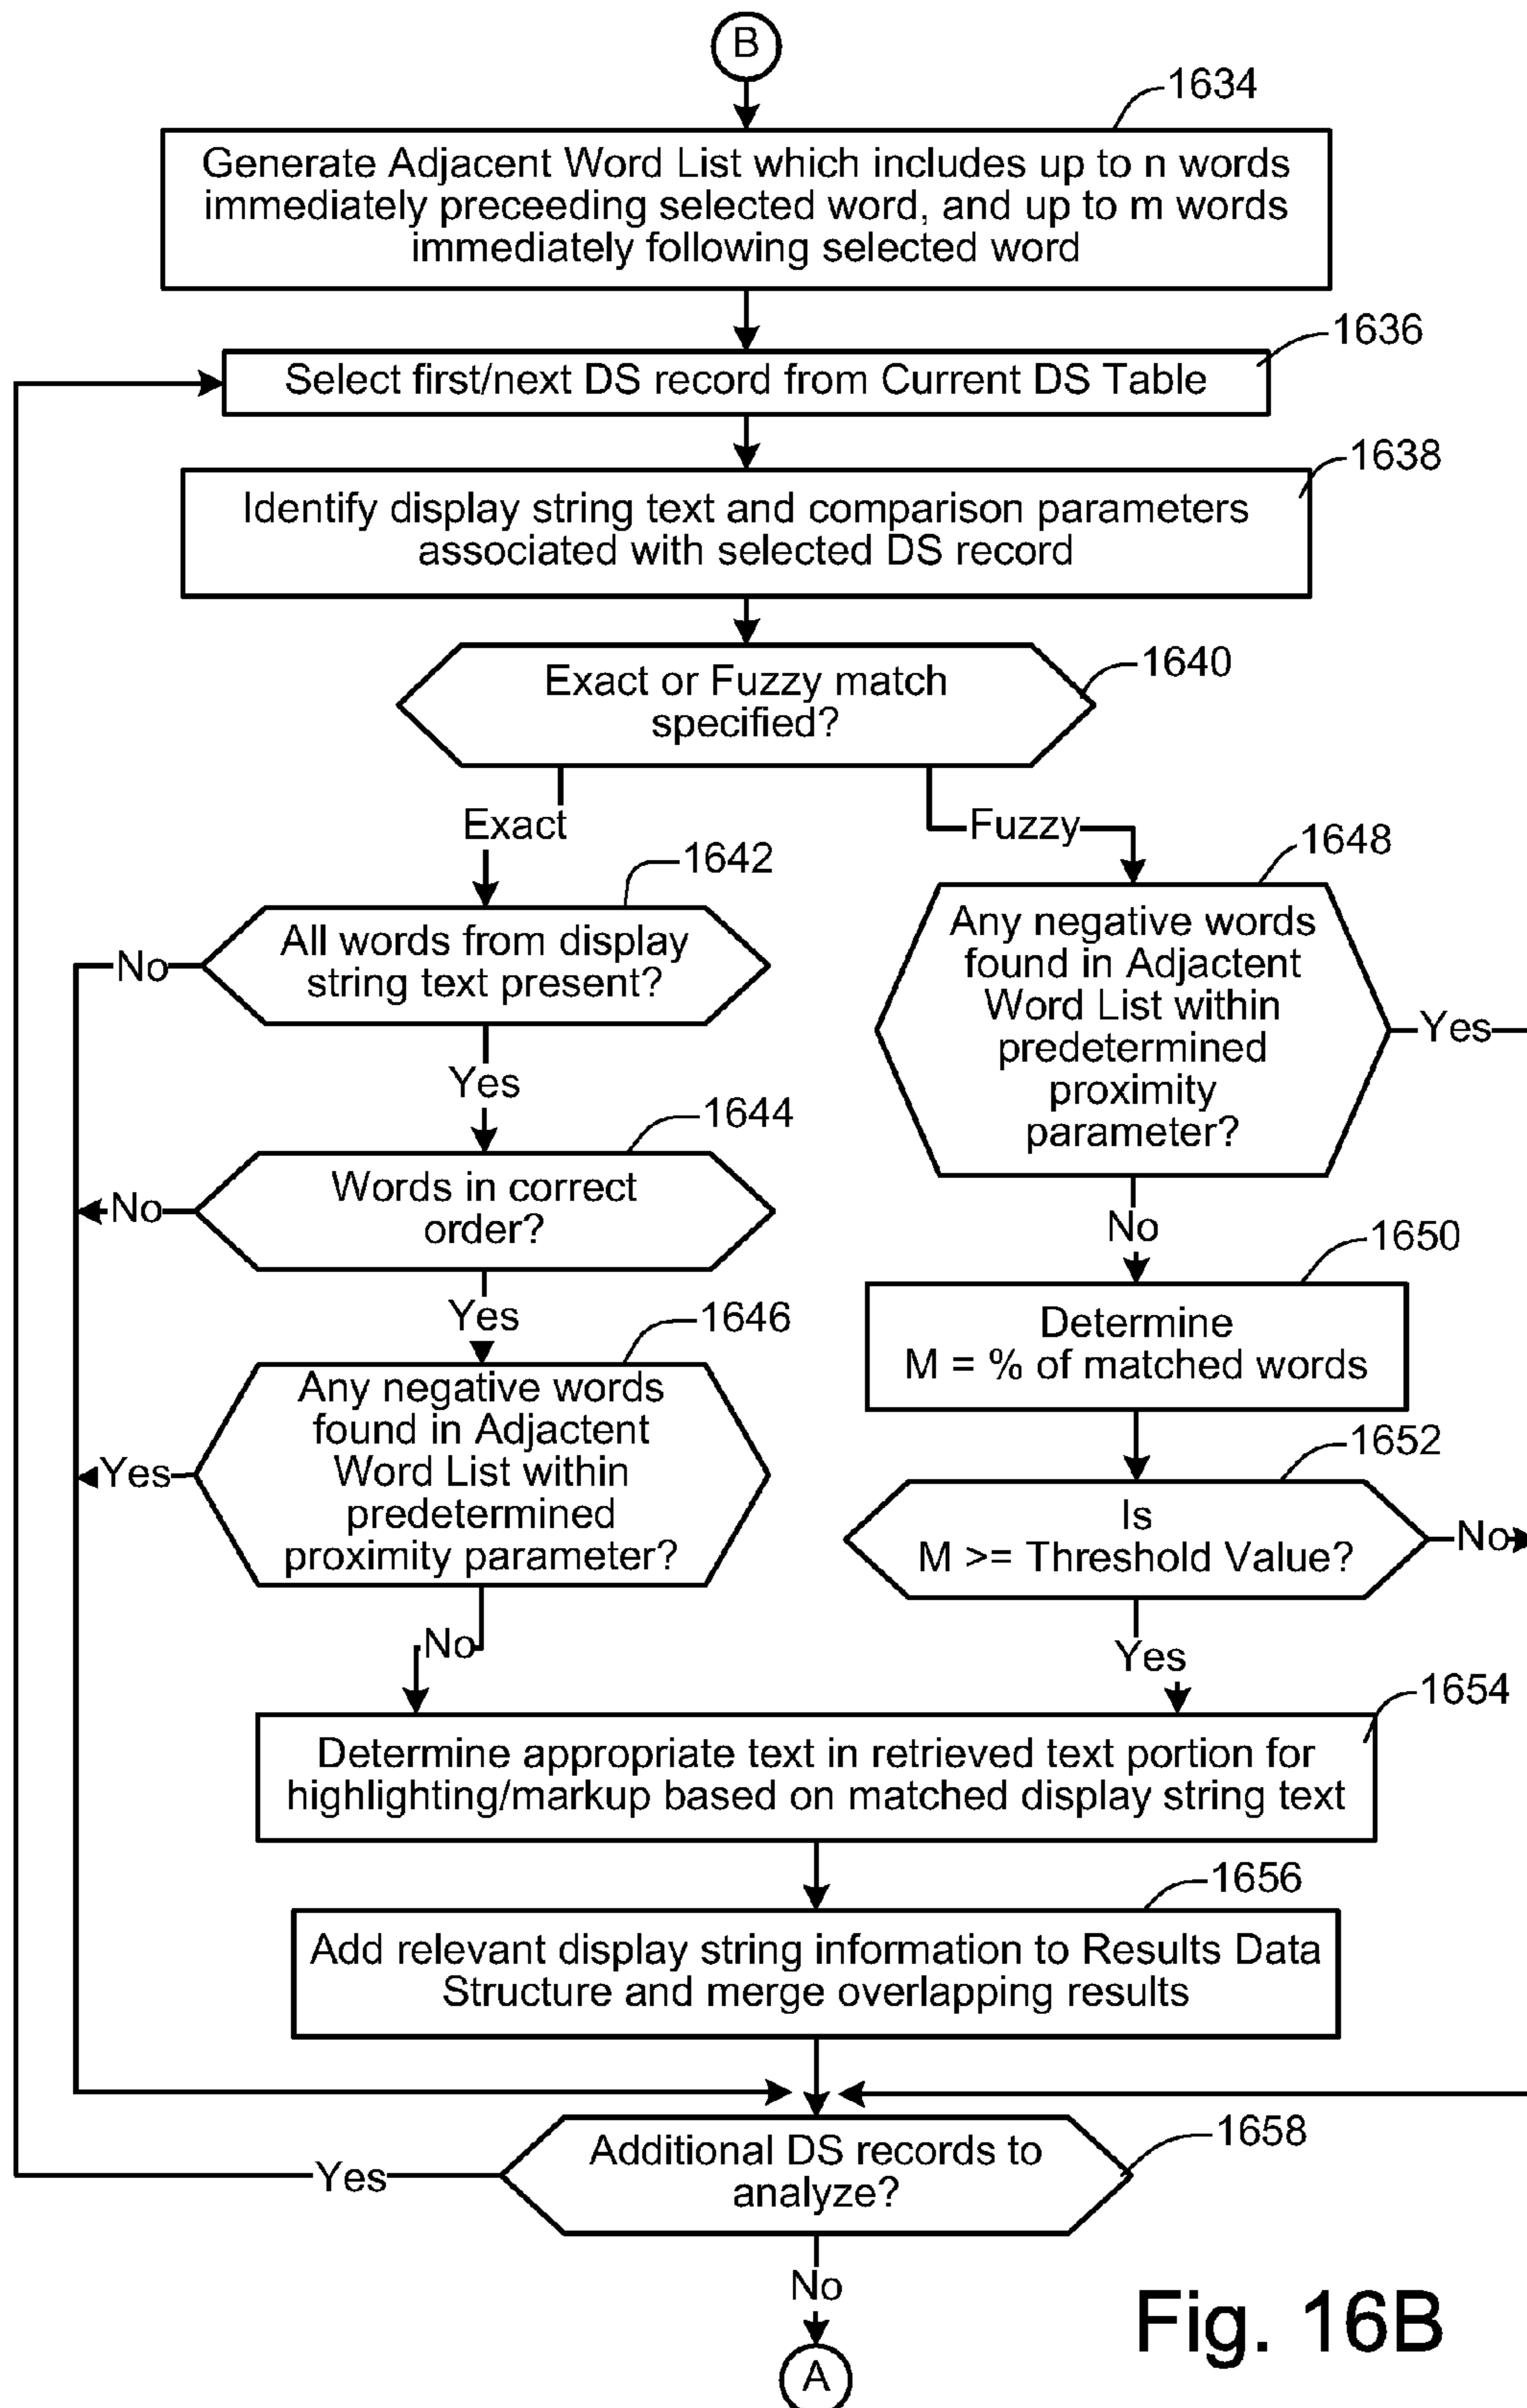 B
1634
Generate Adjacent Word List which includes up to n words
immediately preceeding selected word, and up to m words
immediately following selected word
1636
Select first/next DS record from Current DS Table
1638
Identify display string text and comparison parameters
associated with selected DS record
1640
Exact or Fuzzy match
specified?
Exact
Fuzzy
1642
All words from display
string text present?
No
Yes
1648
Any negative words
found in Adjactent
Word List within
predetermined
proximity
parameter?
Yes
No
1644
Words in correct
order?
No
Yes
1650
Determine
M = % of matched words
1646
Any negative words
found in Adjactent
Word List within
predetermined
proximity parameter?
Yes
No
1652
Is
M >= Threshold Value?
No
Yes
1654
Determine appropriate text in retrieved text portion for
highlighting/markup based on matched display string text
1656
Add relevant display string information to Results Data
Structure and merge overlapping results
1658
Additional DS records to
analyze?
Yes
No
A
Fig. 16B